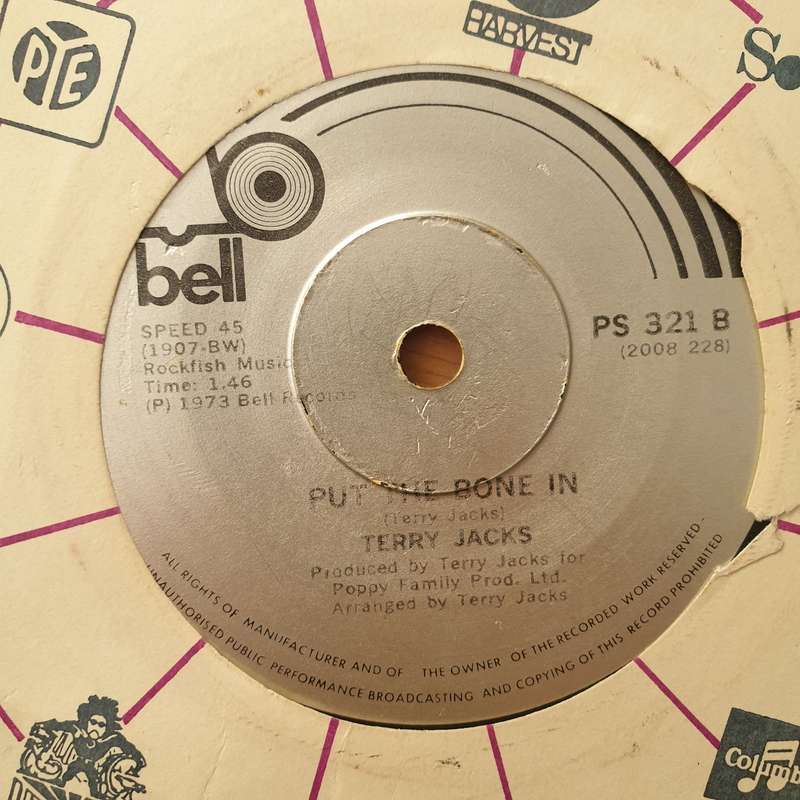 PYE
HARVEST
So
bell
SPEED 45
(1907-BW)
Rockfish Music
Time: 1.46
(P) 1973 Bell Records
PS 321 B
(2008 228)
PUT THE BONE IN
(Terry Jacks)
TERRY JACKS
Produced by Terry Jacks for
Poppy Family Prod. Ltd.
Arranged by Terry Jacks
ALL RIGHTS OF MANUFACTURER AND OF THE OWNER OF THE RECORDED WORK RESERVED -
UNAUTHORISED PUBLIC PERFORMANCE BROADCASTING AND COPYING OF THIS RECORD PROHIBITED
Columb